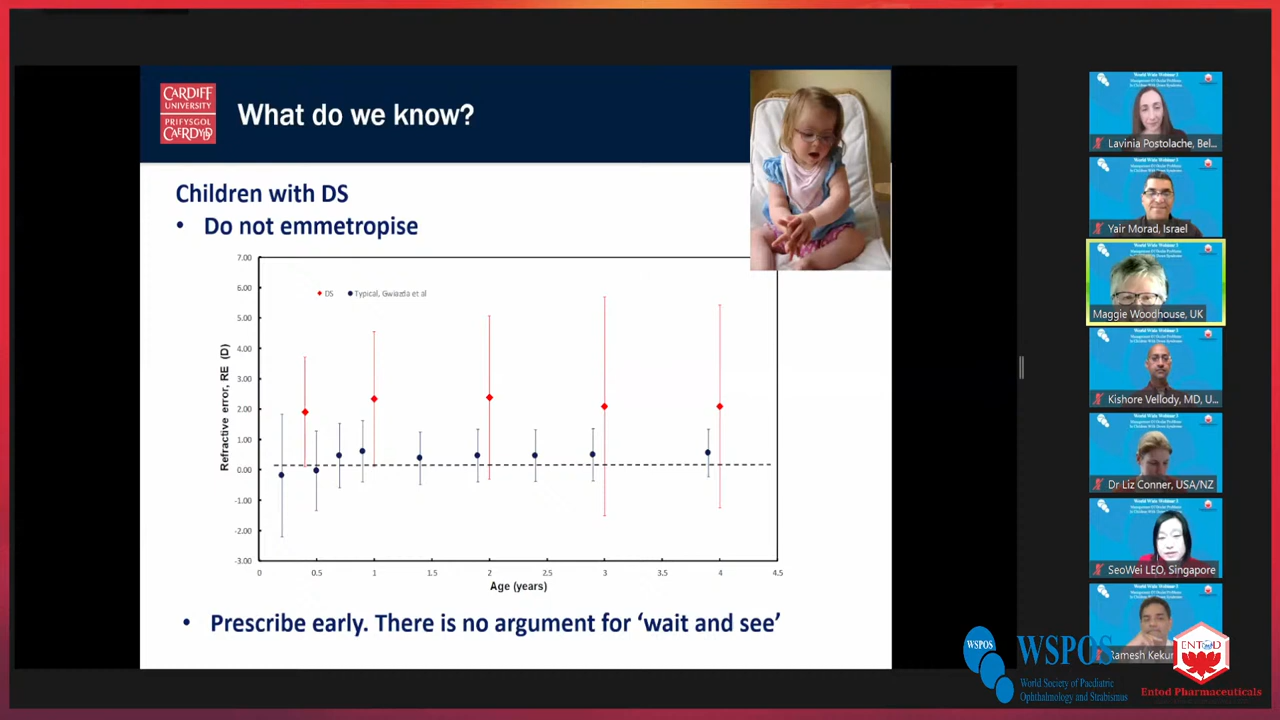 CARDIFF
UNIVERSITY
PRIFYSGOL
CAERDYDD
What do we know?
Children with DS
• Do not emmetropise
7.00
6.00
5.00
4.00
3.00
2.00
1.00
0.00
-1.00
-2.00
-3.00
Refractive error, RE (D)
DS
Typical, Gwiazda et al
0 0.5 1 1.5 2 2.5 3 3.5 4 4.5
Age (years)
• Prescribe early. There is no argument for ‘wait and see’
World Wide Webinar 3
Lavinia Postolache, Bel...
Yair Morad, Israel
Maggie Woodhouse, UK
Kishore Vellody, MD, U...
Dr Liz Conner, USA/NZ
SeoWei LEO, Singapore
Ramesh
WSPOS
WSPOS
World Society of Paediatric
Ophthalmology and Strabismus
ENTOD
Entod Pharmaceuticals